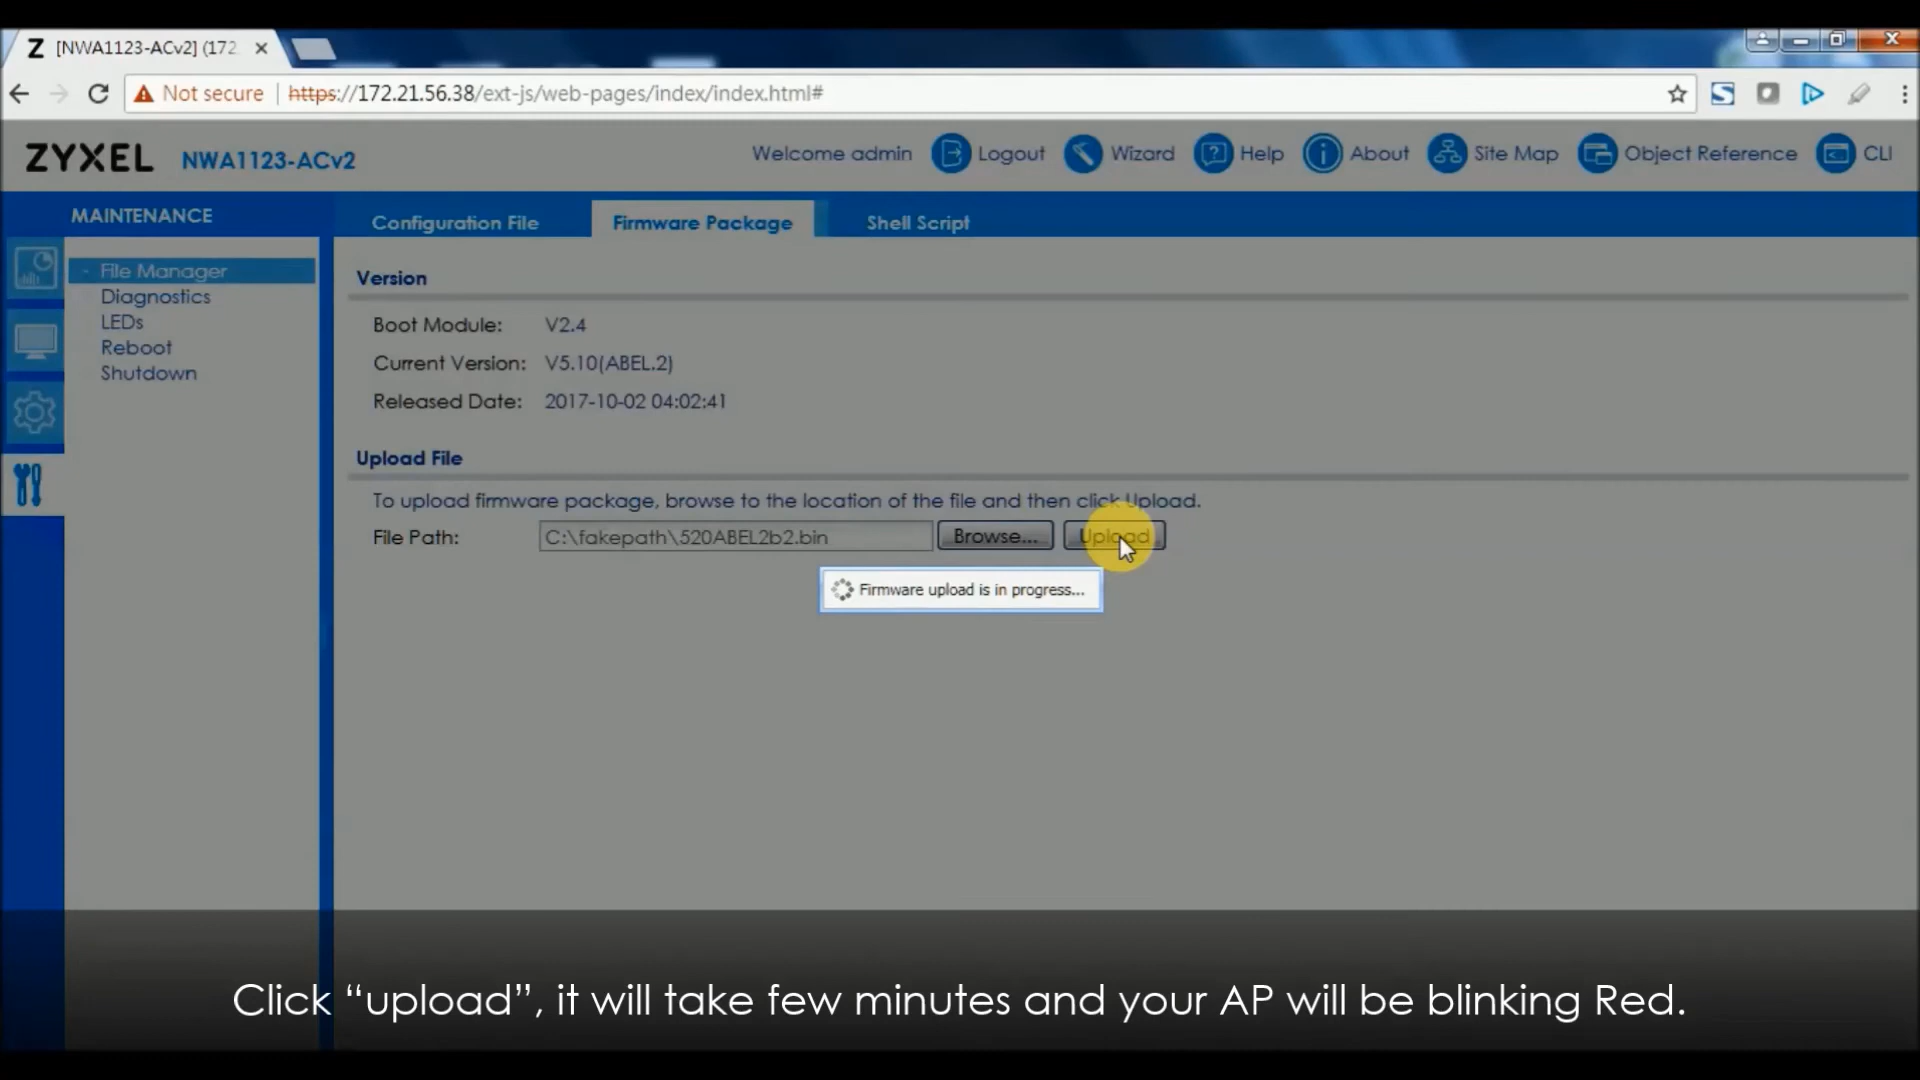 Z [NWA1123-ACv2] (172
Not secure https://172.21.56.38/ext-js/web-pages/index/index.html#
ZYXEL NWA1123-ACv2 Welcome admin Logout Wizard Help About Site Map Object Reference CLI
MAINTENANCE
Configuration File Firmware Package Shell Script
- File Manager
Diagnostics
LEDs
Reboot
Shutdown
Version
Boot Module: V2.4
Current Version: V5.10(ABEL.2)
Released Date: 2017-10-02 04:02:41
Upload File
To upload firmware package, browse to the location of the file and then click Upload.
File Path: C:\fakepath\520ABEL2b2.bin Browse... Upload
Firmware upload is in progress...
Click “upload”, it will take few minutes and your AP will be blinking Red.